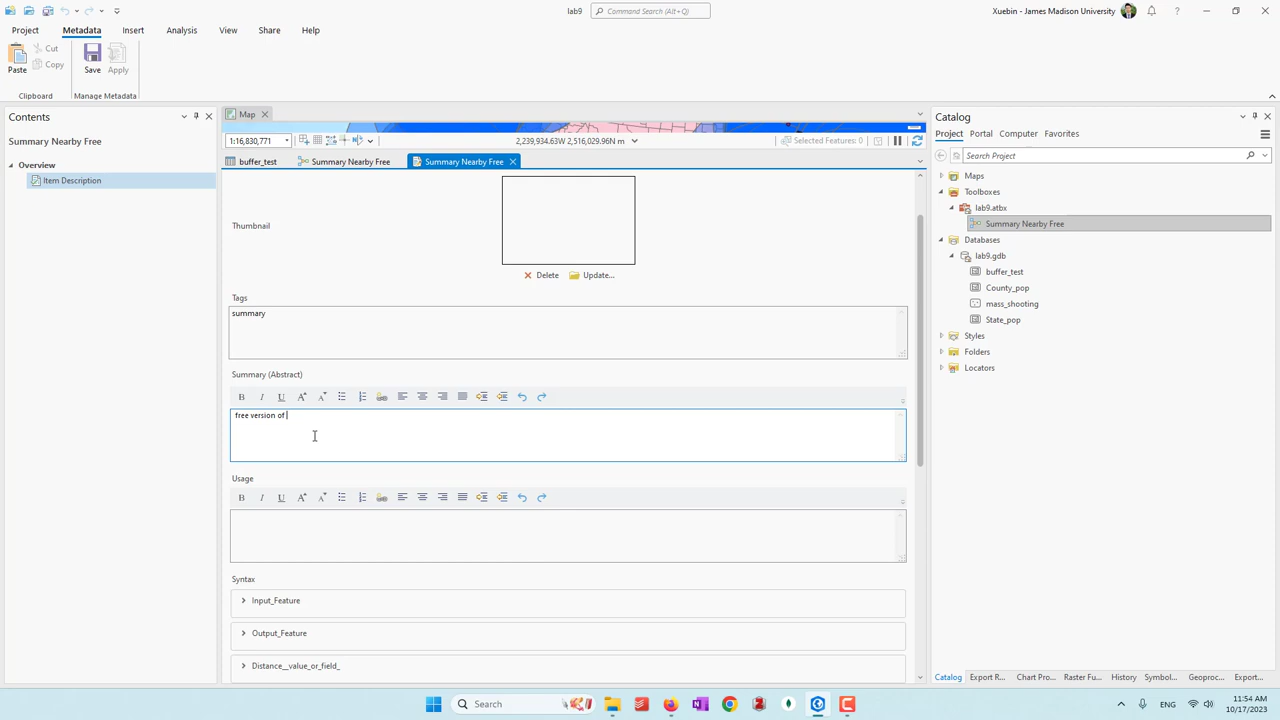 lab9
Command Search (Alt+Q)
Xuebin - James Madison University
?
Project
Metadata
Insert
Analysis
View
Share
Help
Paste
Cut
Copy
Save
Apply
Clipboard
Manage Metadata
Contents
Summary Nearby Free
Overview
Item Description
Map
1:16,830,771
2,239,934.63W 2,516,029.96N m
Selected Features: 0
buffer_test
Summary Nearby Free
Summary Nearby Free
Thumbnail
Delete
Update...
Tags
summary
Summary (Abstract)
B I U A A
free version of
Usage
B I U A A
Syntax
Input_Feature
Output_Feature
Distance__value_or_field_
Catalog
Project
Portal
Computer
Favorites
Search Project
Maps
Toolboxes
lab9.atbx
Summary Nearby Free
Databases
lab9.gdb
buffer_test
County_pop
mass_shooting
State_pop
Styles
Folders
Locators
Catalog
Export R...
Chart Pro...
Raster Fu...
History
Symbol...
Geoproc...
Export...
Search
ENG
11:54 AM
10/17/2023